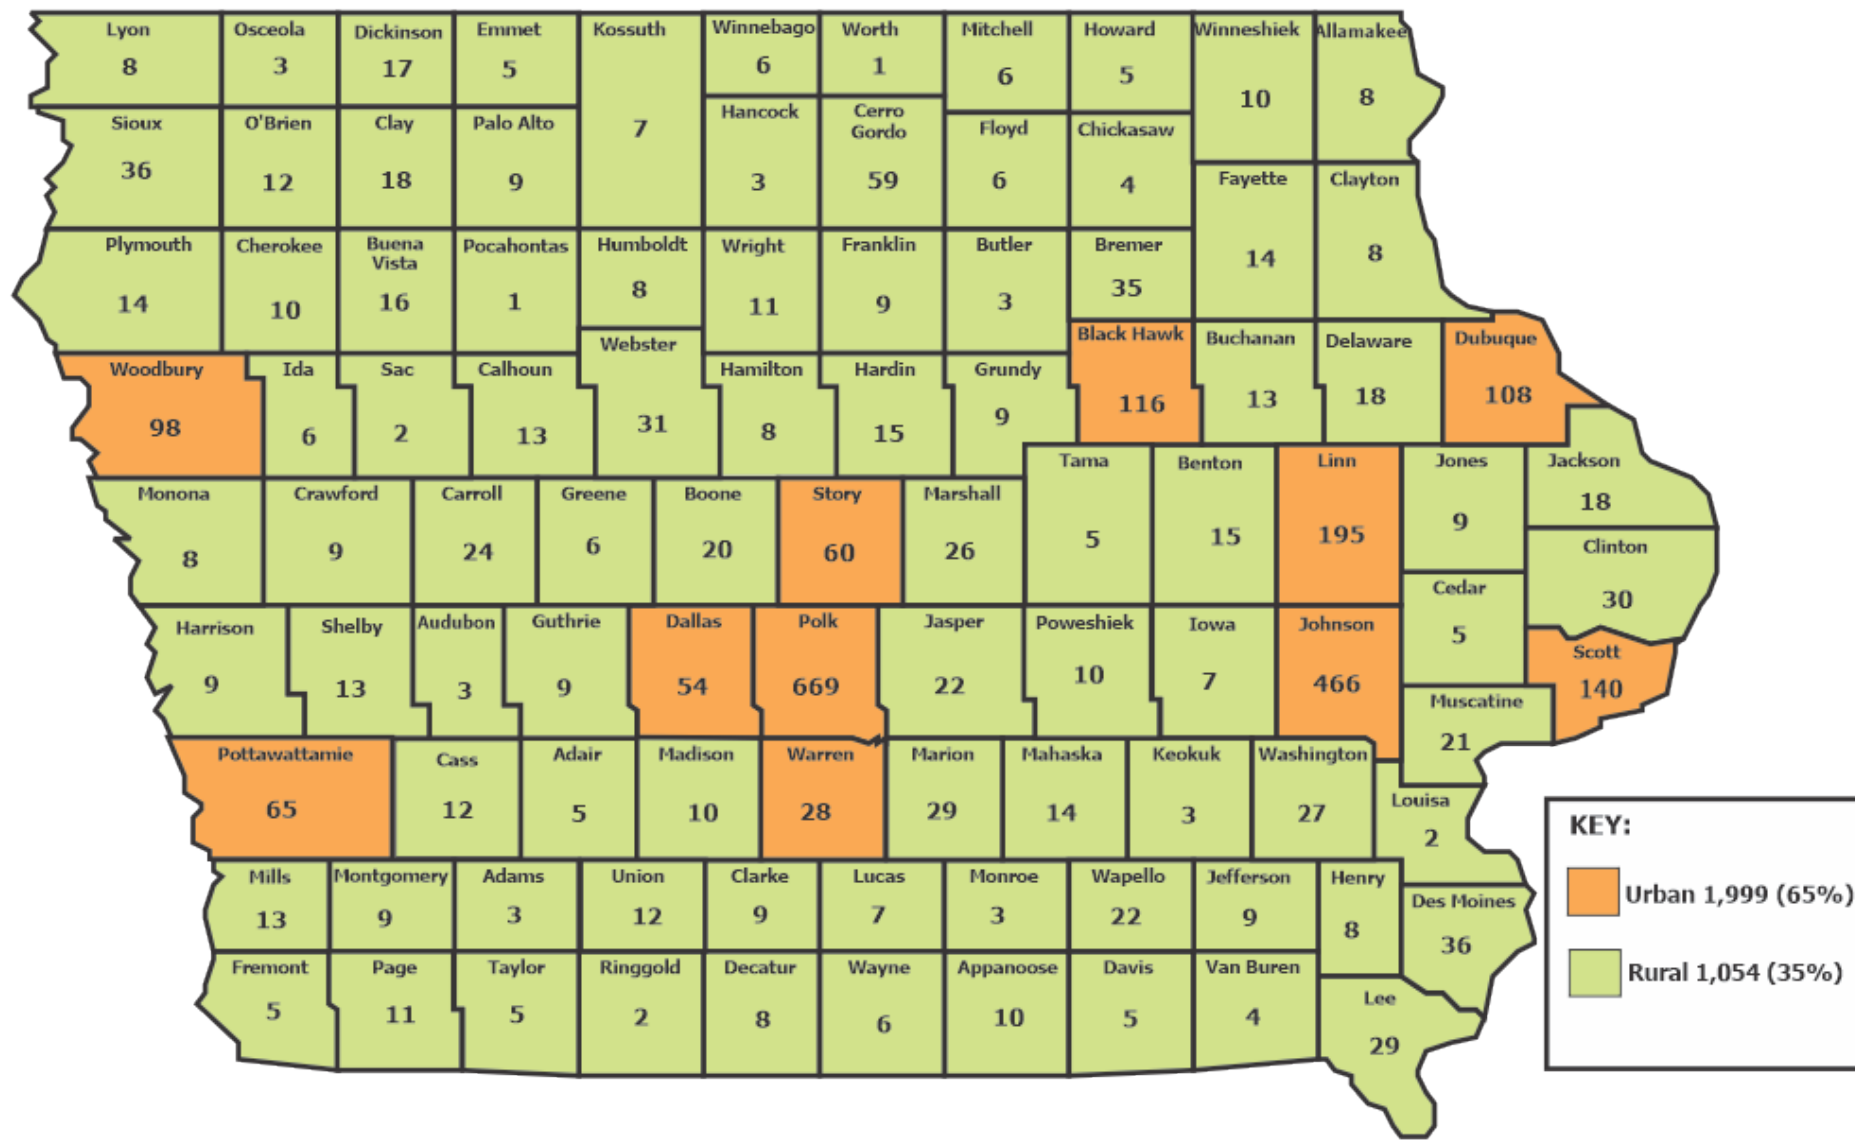 Lyon
8
Osceola
3
Dickinson
17
Emmet
5
Kossuth
7
Winnebago
6
Worth
1
Mitchell
6
Howard
5
Winneshiek
10
Allamakee
8
Sioux
36
O'Brien
12
Clay
18
Palo Alto
9
Hancock
3
Cerro
Gordo
59
Floyd
6
Chickasaw
4
Fayette
14
Clayton
8
Plymouth
14
Cherokee
10
Buena
Vista
16
Pocahontas
1
Humboldt
8
Wright
11
Franklin
9
Butler
3
Bremer
35
Woodbury
98
Ida
6
Sac
2
Calhoun
13
Webster
31
Hamilton
8
Hardin
15
Grundy
9
Black Hawk
116
Buchanan
13
Delaware
18
Dubuque
108
Monona
8
Crawford
9
Carroll
24
Greene
6
Boone
20
Story
60
Marshall
26
Tama
5
Benton
15
Linn
195
Jones
9
Jackson
18
Clinton
30
Cedar
5
Harrison
9
Shelby
13
Audubon
3
Guthrie
9
Dallas
54
Polk
669
Jasper
22
Poweshiek
10
Iowa
7
Johnson
466
Scott
140
Muscatine
21
Pottawattamie
65
Cass
12
Adair
5
Madison
10
Warren
28
Marion
29
Mahaska
14
Keokuk
3
Washington
27
Louisa
2
Mills
13
Montgomery
9
Adams
3
Union
12
Clarke
9
Lucas
7
Monroe
3
Wapello
22
Jefferson
9
Henry
8
Des Moines
36
Fremont
5
Page
11
Taylor
5
Ringgold
2
Decatur
8
Wayne
6
Appanoose
10
Davis
5
Van Buren
4
Lee
29
KEY:
Urban 1,999 (65%)
Rural 1,054 (35%)